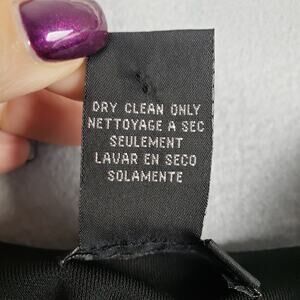 DRY CLEAN ONLY
NETTOYAGE A SEC
SEULEMENT
LAVAR EN SECO
SOLAMENTE